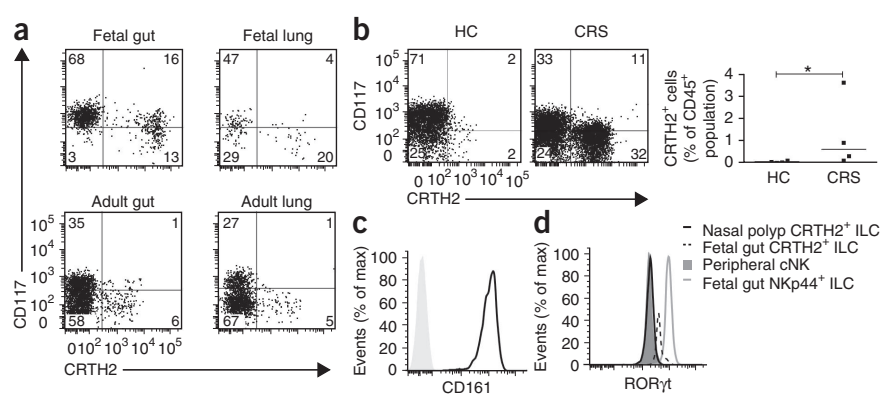 a
Fetal gut
68 16
3 13
Fetal lung
47 4
29 20
Adult gut
35 1
58 6
Adult lung
27 1
67 5
CD117
10^5
10^4
10^3
10^2
0
0 10^2 10^3 10^4 10^5
CRTH2
b
HC
71 2
25 2
CRS
33 11
24 32
CD117
10^5
10^4
10^3
10^2
0
0 10^2 10^3 10^4 10^5
CRTH2
CRTH2^+ cells
(% of CD45^+
population)
4
3
2
1
0
*
HC CRS
c
Events (% of max)
100
80
60
40
20
0
CD161
d
Events (% of max)
100
80
60
40
20
0
RORγt
Nasal polyp CRTH2^+ ILC
Fetal gut CRTH2^+ ILC
Peripheral cNK
Fetal gut NKp44^+ ILC